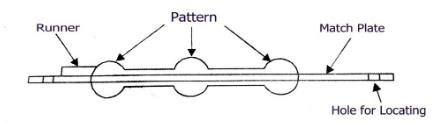 Pattern
Runner
Match Plate
Hole for Locating